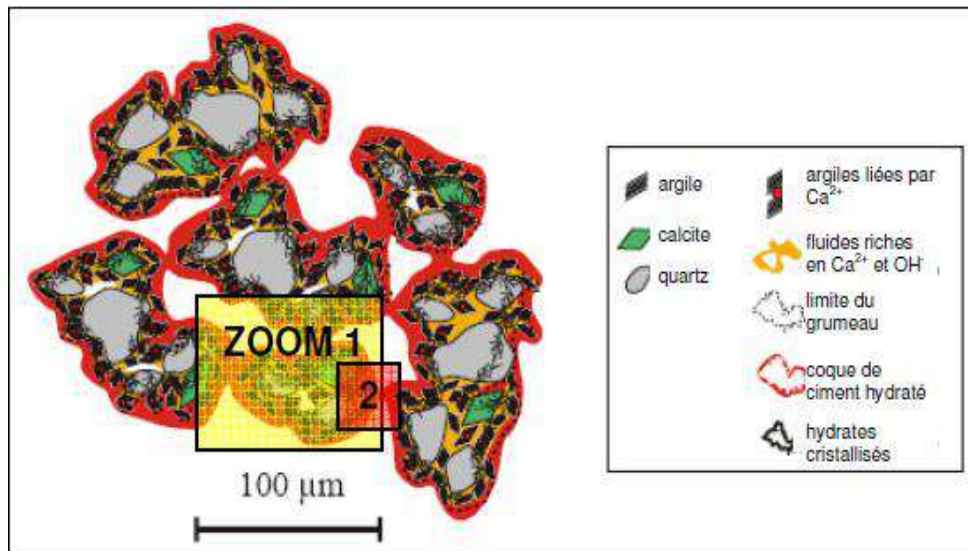 ZOOM 1
2
100 µm
argile
calcite
quartz
argiles liées par
Ca²⁺
fluides riches
en Ca²⁺ et OH⁻
limite du
grumeau
coque de
ciment hydraté
hydrates
cristallisés